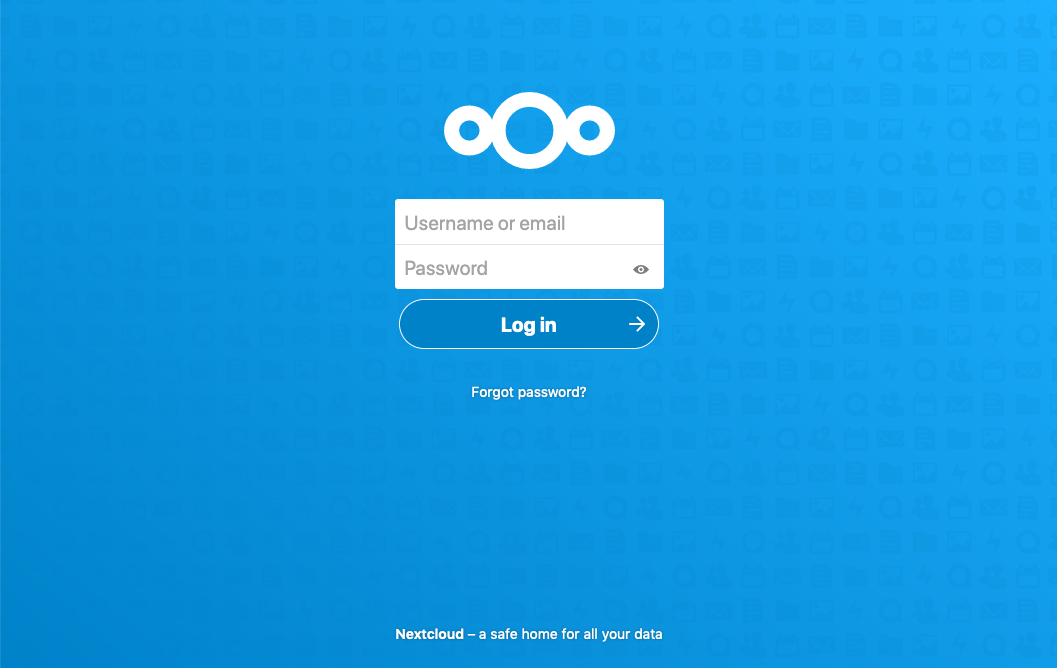 Username or email
Password
Log in
Forgot password?
Nextcloud – a safe home for all your data